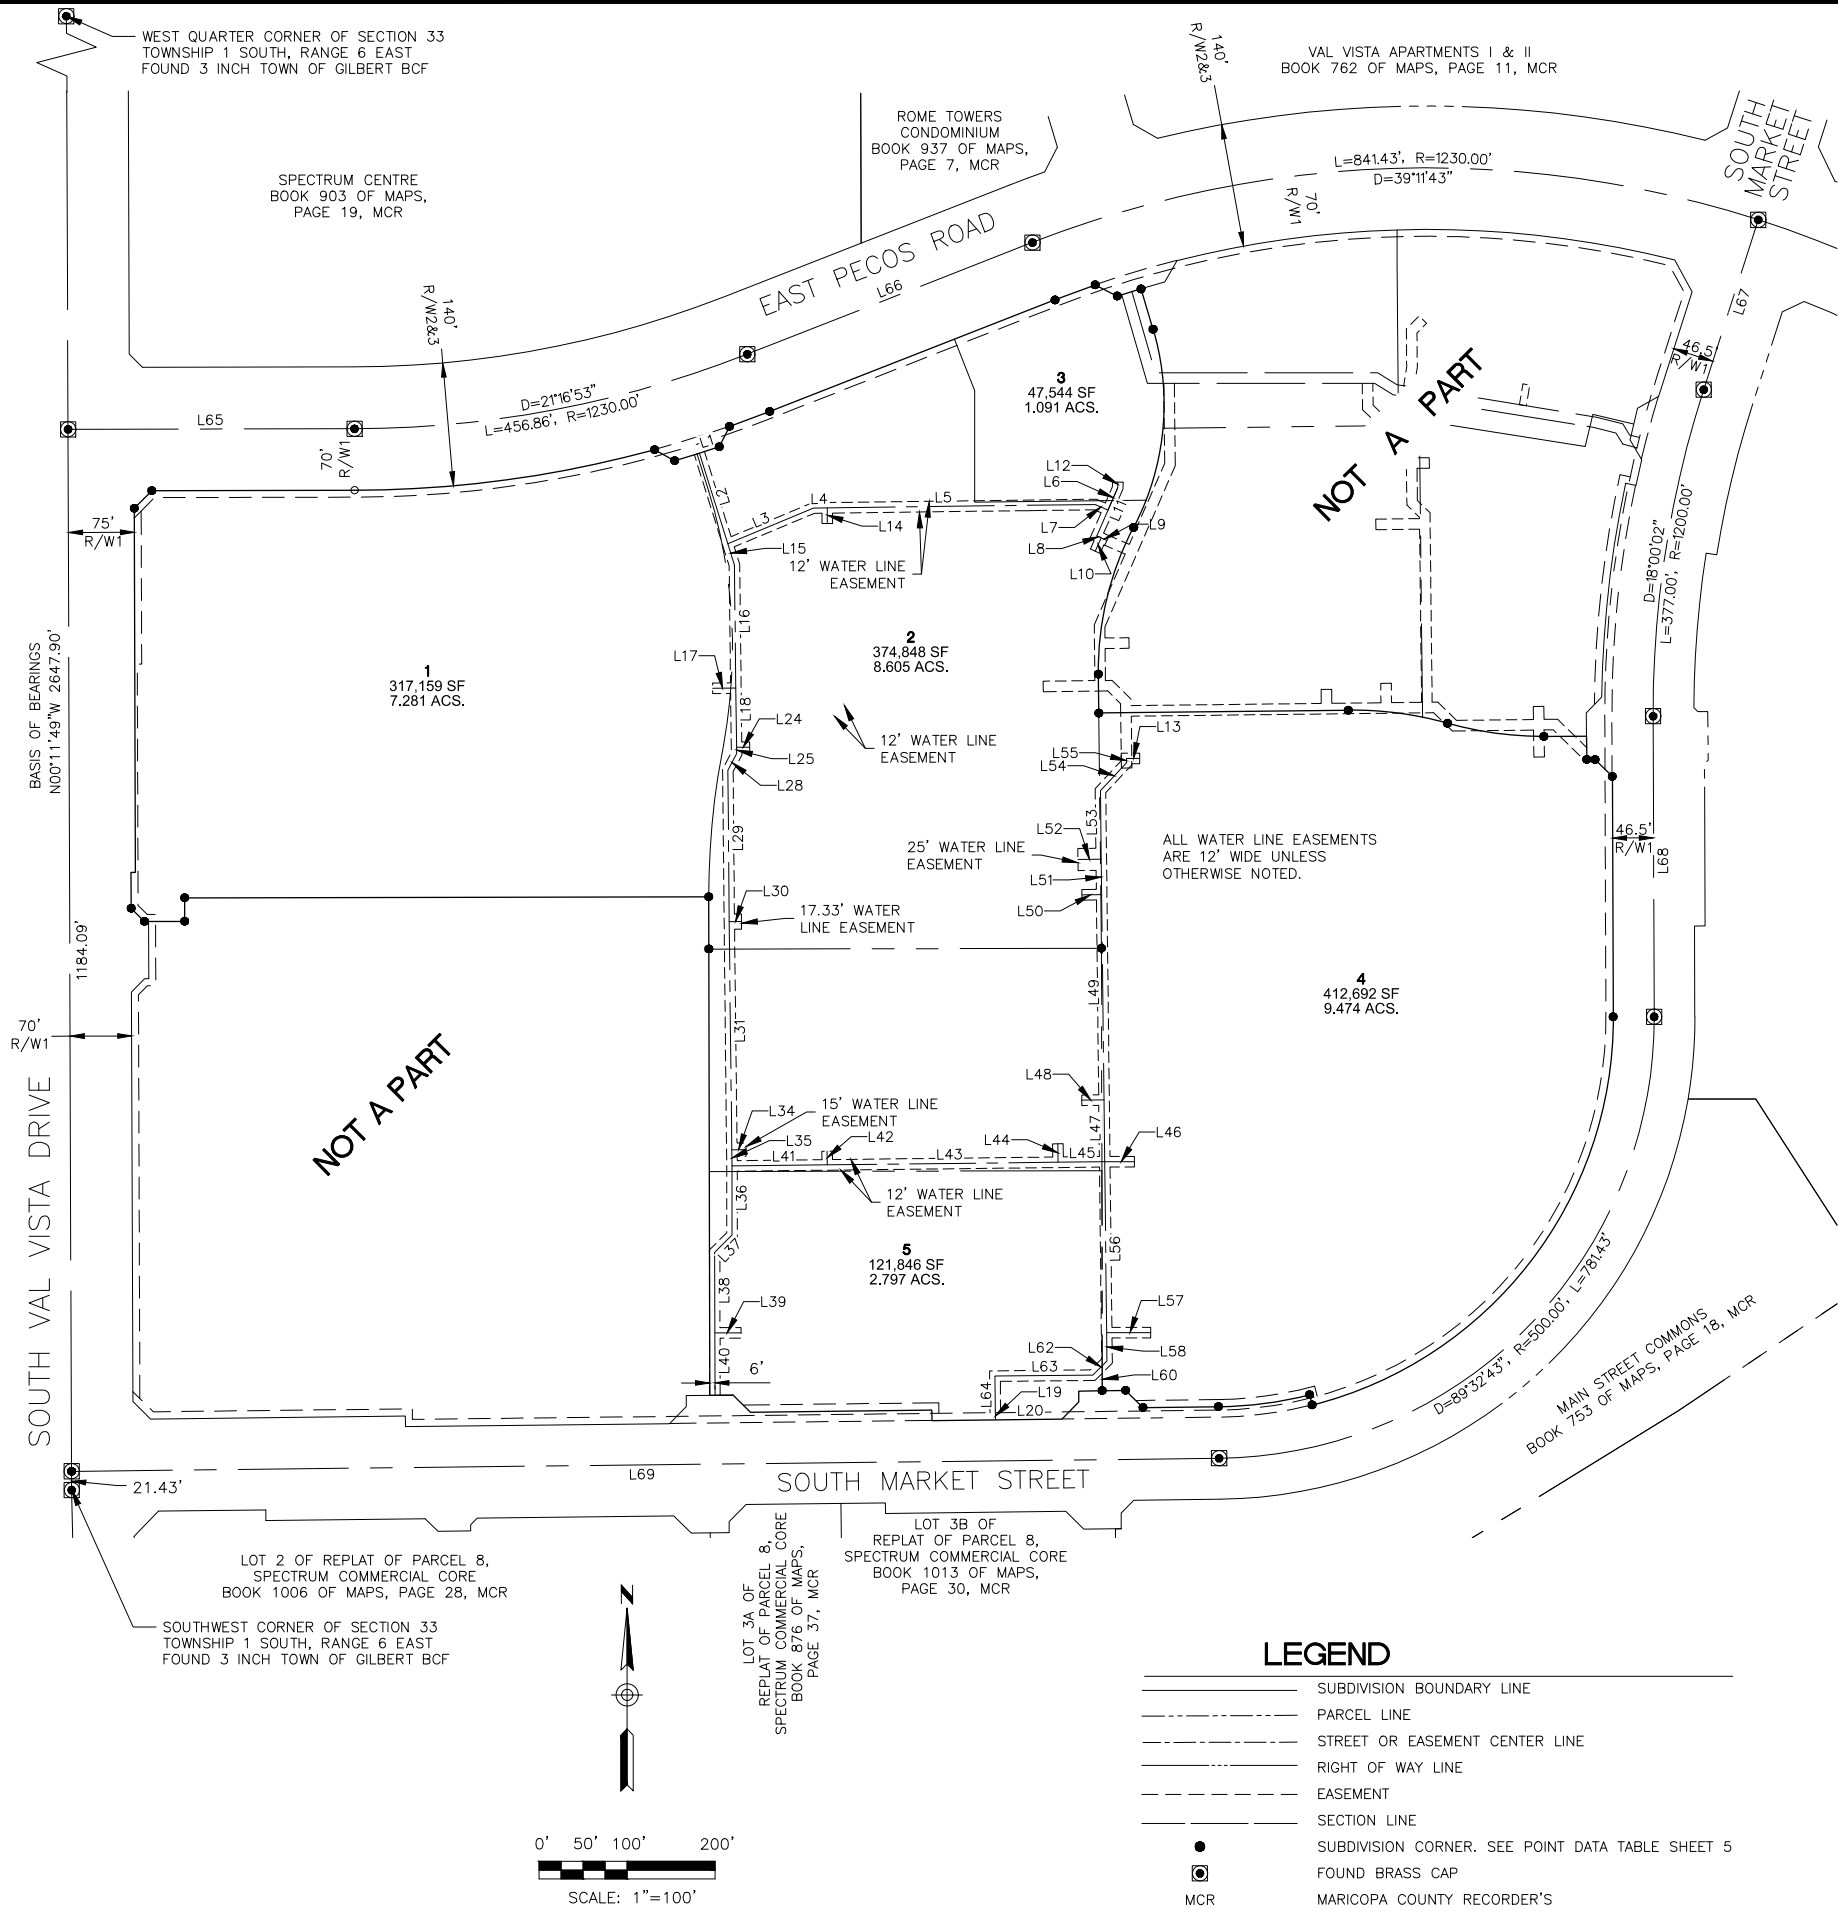 WEST QUARTER CORNER OF SECTION 33
TOWNSHIP 1 SOUTH, RANGE 6 EAST
FOUND 3 INCH TOWN OF GILBERT BCF
SPECTRUM CENTRE
BOOK 903 OF MAPS,
PAGE 19, MCR
ROME TOWERS
CONDOMINIUM
BOOK 937 OF MAPS,
PAGE 7, MCR
140'
R/W2&3
VAL VISTA APARTMENTS I & II
BOOK 762 OF MAPS, PAGE 11, MCR
SOUTH
MARKET
STREET
L=841.43', R=1230.00'
D=39°11'43"
70'
R/W1
EAST PECOS ROAD
L66
L67
140'
R/W2&3
D=21°16'53"
L=456.86', R=1230.00'
L65
70'
R/W1
46.5'
R/W1
3
47,544 SF
1.091 ACS.
NOT A PART
L1
L2
L3
L4
L5
L12
L6
L1
L7
L8
L9
L10
L14
L15
12' WATER LINE
EASEMENT
75'
R/W1
D=18°00'02"
L=377.00', R=1200.00'
BASIS OF BEARINGS
N00°11'49"W 2647.90'
1
317,159 SF
7.281 ACS.
2
374,848 SF
8.605 ACS.
L16
L17
L18
L24
L25
L28
12' WATER LINE
EASEMENT
L13
L55
L54
L29
L53
L52
25' WATER LINE
EASEMENT
L51
L50
ALL WATER LINE EASEMENTS
ARE 12' WIDE UNLESS
OTHERWISE NOTED.
46.5'
R/W1
L68
L30
17.33' WATER
LINE EASEMENT
1184.09'
4
412,692 SF
9.474 ACS.
70'
R/W1
L31
L49
NOT A PART
L48
L47
L34
15' WATER LINE
EASEMENT
L35
L42
L41
L43
L44
L45
L46
L36
12' WATER LINE
EASEMENT
5
121,846 SF
2.797 ACS.
L37
L38
L39
L40
6'
L56
L57
L58
L62
L63
L60
L64
L19
L20
D=89°32'43", R=500.00', L=781.43'
MAIN STREET COMMONS
BOOK 753 OF MAPS, PAGE 18, MCR
SOUTH VAL VISTA DRIVE
21.43'
L69
SOUTH MARKET STREET
LOT 2 OF REPLAT OF PARCEL 8,
SPECTRUM COMMERCIAL CORE
BOOK 1006 OF MAPS, PAGE 28, MCR
SOUTHWEST CORNER OF SECTION 33
TOWNSHIP 1 SOUTH, RANGE 6 EAST
FOUND 3 INCH TOWN OF GILBERT BCF
LOT 3A OF
REPLAT OF PARCEL 8,
SPECTRUM COMMERCIAL CORE
BOOK 876 OF MAPS,
PAGE 37, MCR
LOT 3B OF
REPLAT OF PARCEL 8,
SPECTRUM COMMERCIAL CORE
BOOK 1013 OF MAPS,
PAGE 30, MCR
N
0' 50' 100' 200'
SCALE: 1"=100'
LEGEND
SUBDIVISION BOUNDARY LINE
PARCEL LINE
STREET OR EASEMENT CENTER LINE
RIGHT OF WAY LINE
EASEMENT
SECTION LINE
SUBDIVISION CORNER. SEE POINT DATA TABLE SHEET 5
FOUND BRASS CAP
MCR MARICOPA COUNTY RECORDER'S